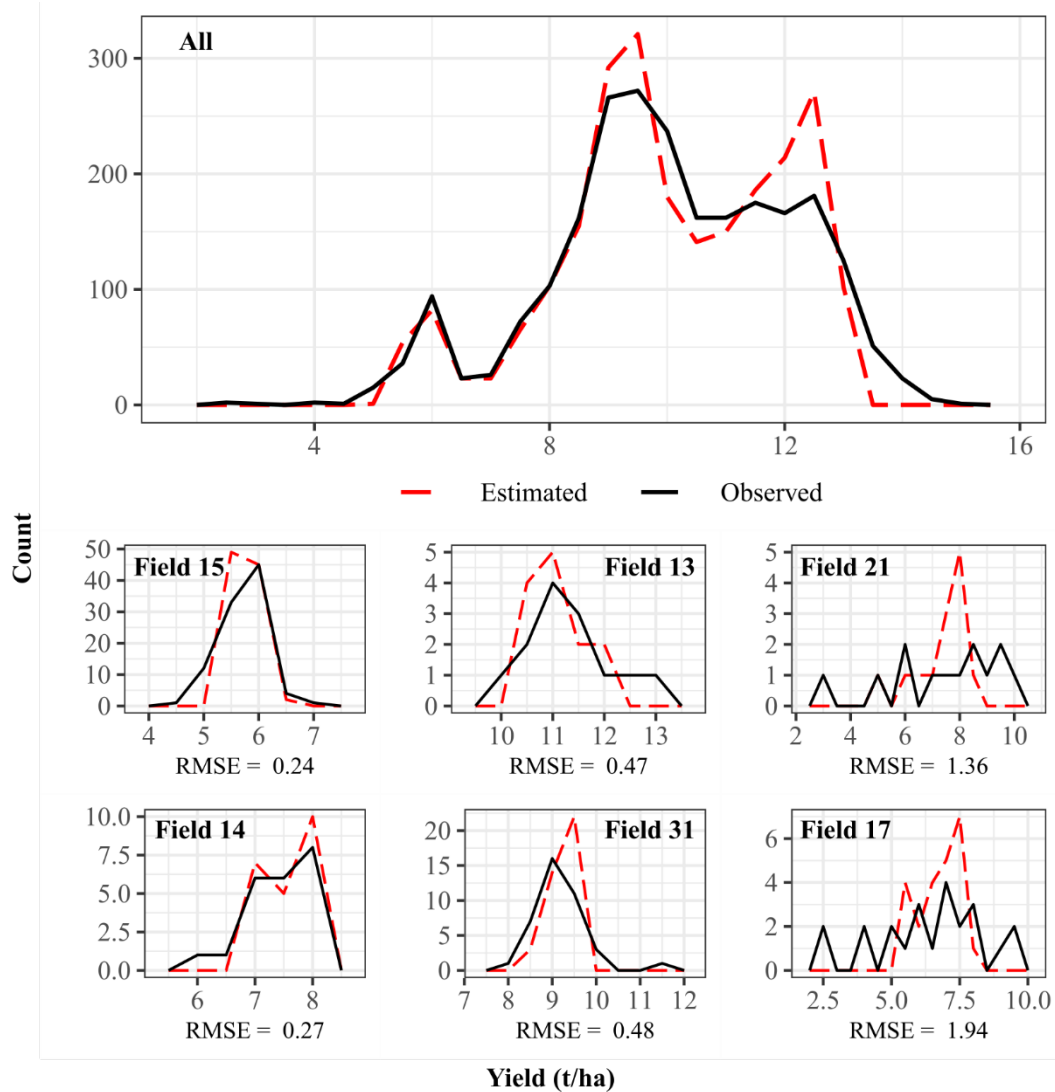 All
300
200
100
0
4 8 12 16
Estimated Observed
Count
Field 15
50
40
30
20
10
0
4 5 6 7
RMSE = 0.24
Field 13
5
4
3
2
1
0
10 11 12 13
RMSE = 0.47
Field 21
5
4
3
2
1
0
2 4 6 8 10
RMSE = 1.36
Field 14
10.0
7.5
5.0
2.5
0.0
6 7 8
RMSE = 0.27
Field 31
20
15
10
5
0
7 8 9 10 11 12
RMSE = 0.48
Field 17
6
4
2
0
2.5 5.0 7.5 10.0
RMSE = 1.94
Yield (t/ha)